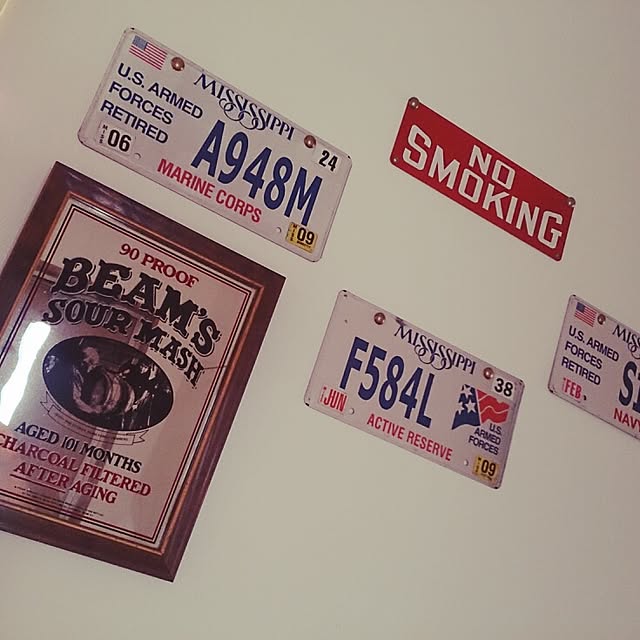 MISSISSIPPI
U.S. ARMED
FORCES
RETIRED
06
A948M
24
MARINE CORPS
09
NO
SMOKING
90 PROOF
BEAM'S
SOUR MASH
AGED 101 MONTHS
CHARCOAL FILTERED
AFTER AGING
MISSISSIPPI
F584L
38
JUN
ACTIVE RESERVE
U.S.
ARMED
FORCES
09
U.S. ARMED
FORCES
RETIRED
FEB
NAVY